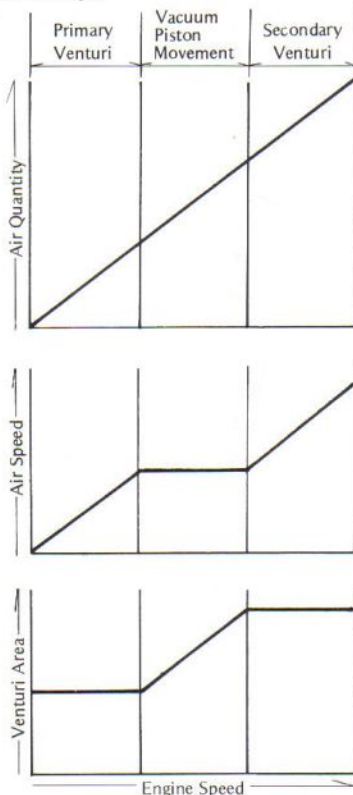 Primary
Venturi
Vacuum
Piston
Movement
Secondary
Venturi
Air Quantity
Air Speed
Venturi Area
Engine Speed